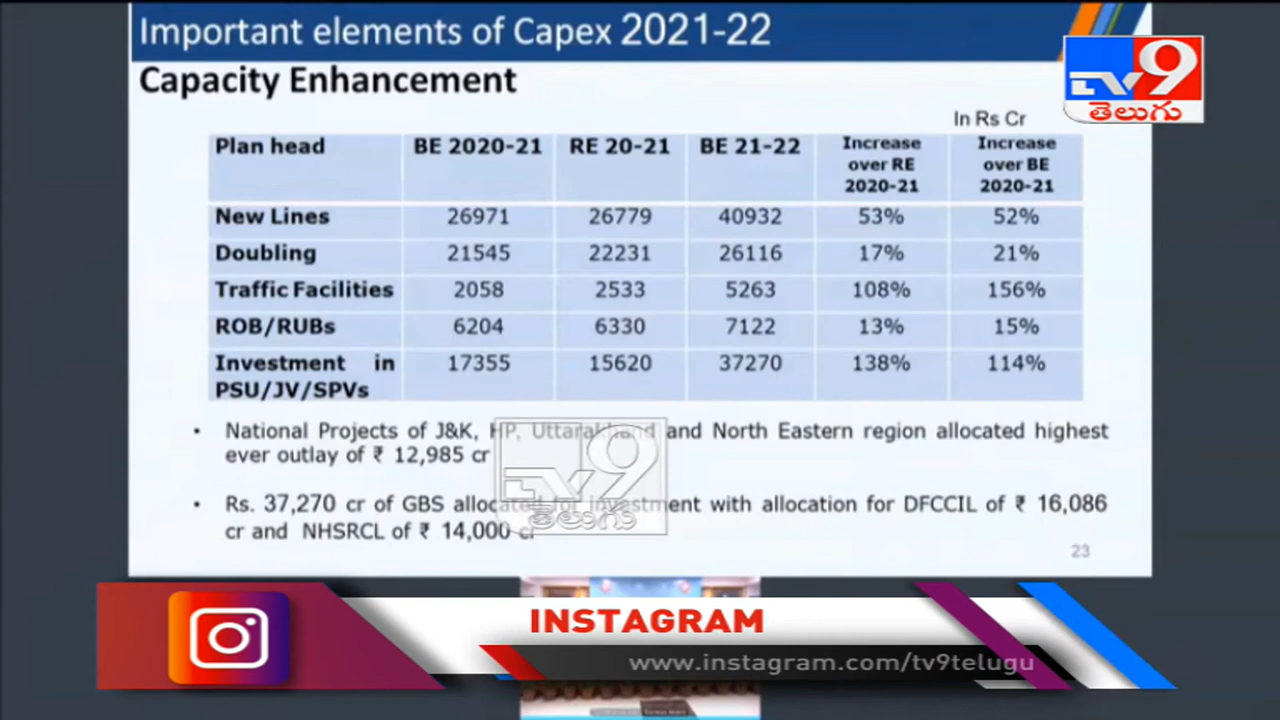 Important elements of Capex 2021-22
TV9
తెలుగు
Capacity Enhancement
In Rs Cr
Plan head BE 2020-21 RE 20-21 BE 21-22 Increase over RE 2020-21 Increase over BE 2020-21
New Lines 26971 26779 40932 53% 52%
Doubling 21545 22231 26116 17% 21%
Traffic Facilities 2058 2533 5263 108% 156%
ROB/RUBs 6204 6330 7122 13% 15%
Investment in PSU/JV/SPVs 17355 15620 37270 138% 114%
• National Projects of J&K, HP, Uttarakhand and North Eastern region allocated highest
ever outlay of ₹ 12,985 cr
• Rs. 37,270 cr of GBS allocated for investment with allocation for DFCCIL of ₹ 16,086
cr and NHSRCL of ₹ 14,000 cr
TV9
తెలుగు
23
INSTAGRAM
www.instagram.com/tv9telugu